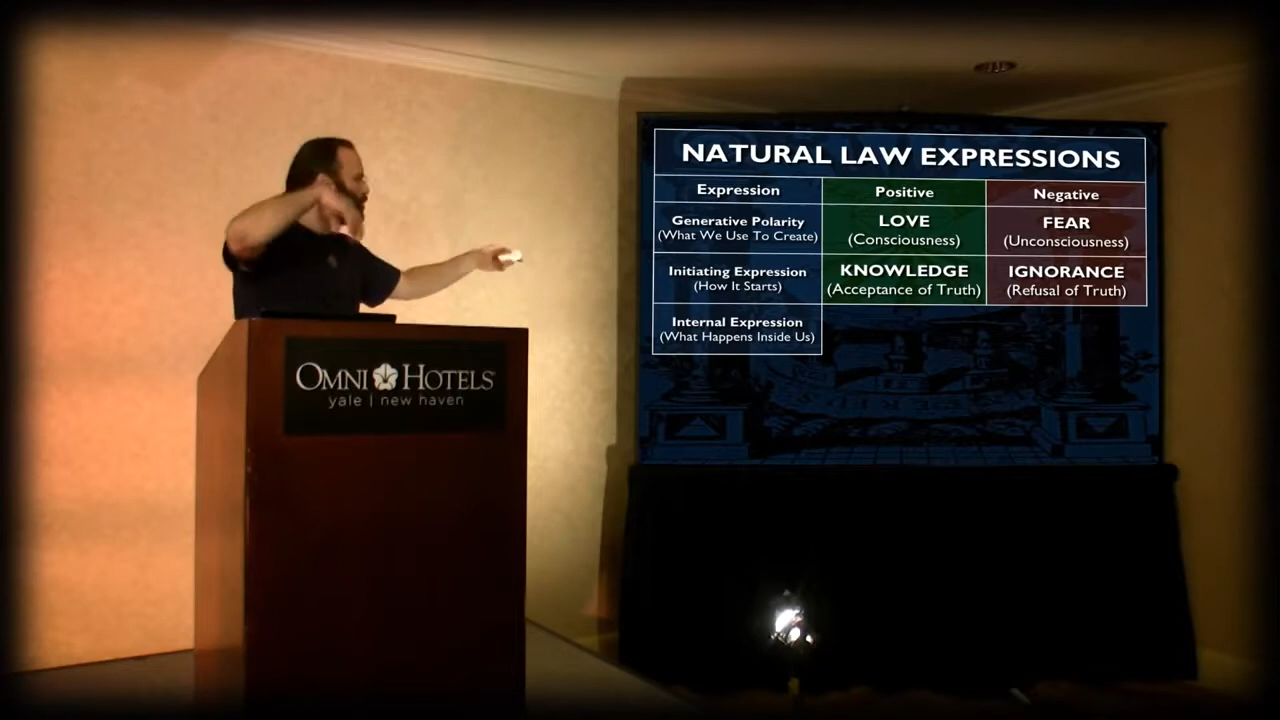 NATURAL LAW EXPRESSIONS
Expression
Positive
Negative
Generative Polarity
(What We Use To Create)
LOVE
(Consciousness)
FEAR
(Unconsciousness)
Initiating Expression
(How It Starts)
KNOWLEDGE
(Acceptance of Truth)
IGNORANCE
(Refusal of Truth)
Internal Expression
(What Happens Inside Us)
OMNI HOTELS
yale | new haven